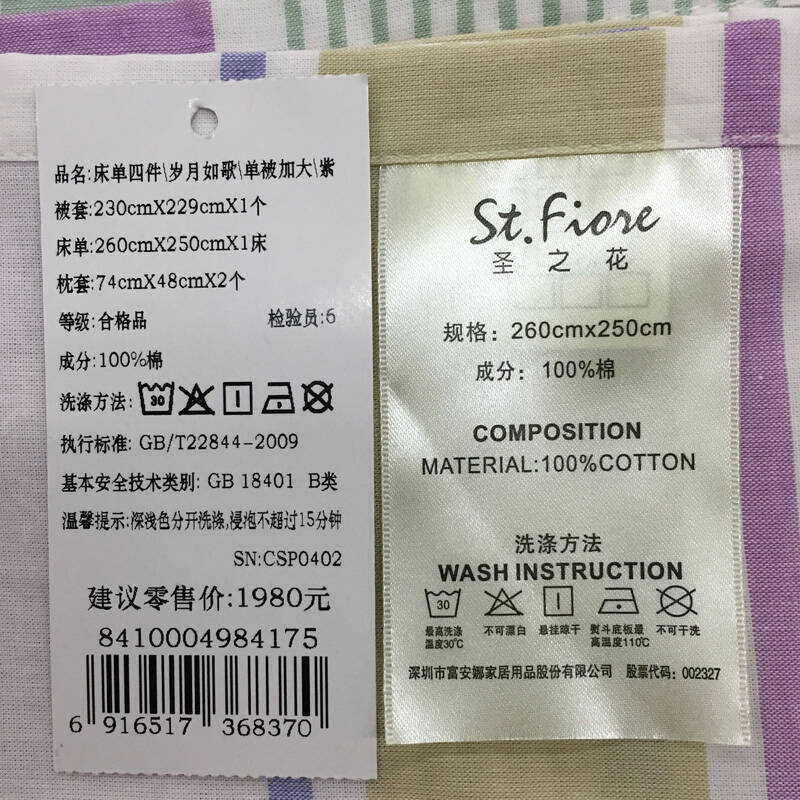 品名:床单四件\岁月如歌\单被加大\紫
被套:230cmX229cmX1个
床单:260cmX250cmX1床
枕套:74cmX48cmX2个
等级:合格品 检验员:6
成分:100%棉
洗涤方法: 30
执行标准: GB/T22844-2009
基本安全技术类别: GB 18401 B类
温馨提示:深浅色分开洗涤,浸泡不超过15分钟
SN:CSP0402
建议零售价:1980元
8410004984175
6 916517 368370
St.Fiore
圣之花
规格: 260cmx250cm
成分: 100%棉
COMPOSITION
MATERIAL:100%COTTON
洗涤方法
WASH INSTRUCTION
30
最高洗涤 不可漂白 悬挂晾干 熨斗底板最 不可干洗
温度30℃ 高温度110℃
深圳市富安娜家居用品股份有限公司 股票代码: 002327